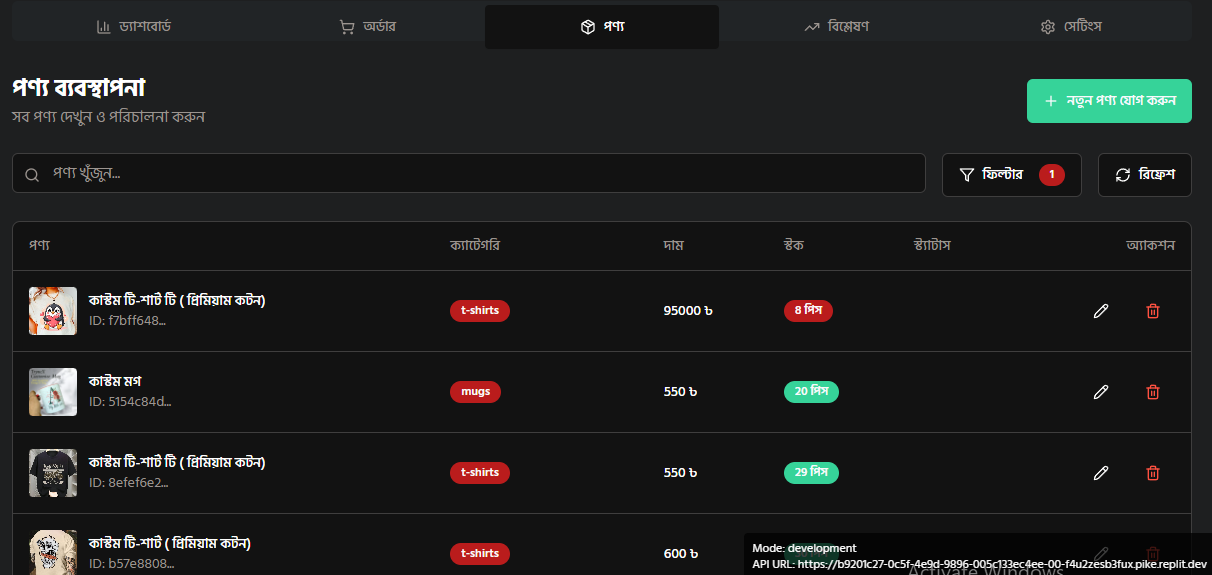 ড্যাশবোর্ড অর্ডার পণ্য বিশ্লেষণ সেটিংস
পণ্য ব্যবস্থাপনা
সব পণ্য দেখুন ও পরিচালনা করুন
+ নতুন পণ্য যোগ করুন
পণ্য খুঁজুন... ফিল্টার 1 রিফ্রেশ
পণ্য ক্যাটেগরি দাম স্টক স্ট্যাটাস অ্যাকশন
কাস্টম টি-শার্ট টি ( প্রিমিয়াম কটন)
ID: f7bff648...
t-shirts 95000 ৳ 8 পিস
কাস্টম মগ
ID: 5154c84d...
mugs 550 ৳ 20 পিস
কাস্টম টি-শার্ট টি ( প্রিমিয়াম কটন)
ID: 8efef6e2...
t-shirts 550 ৳ 29 পিস
কাস্টম টি-শার্ট ( প্রিমিয়াম কটন)
ID: b57e8808...
t-shirts 600 ৳
Mode: development
API URL: https://b9201c27-0c5f-4e9d-9896-005c133ec4ee-00-f4u2zesb3fux.pike.replit.dev
Activate Windows